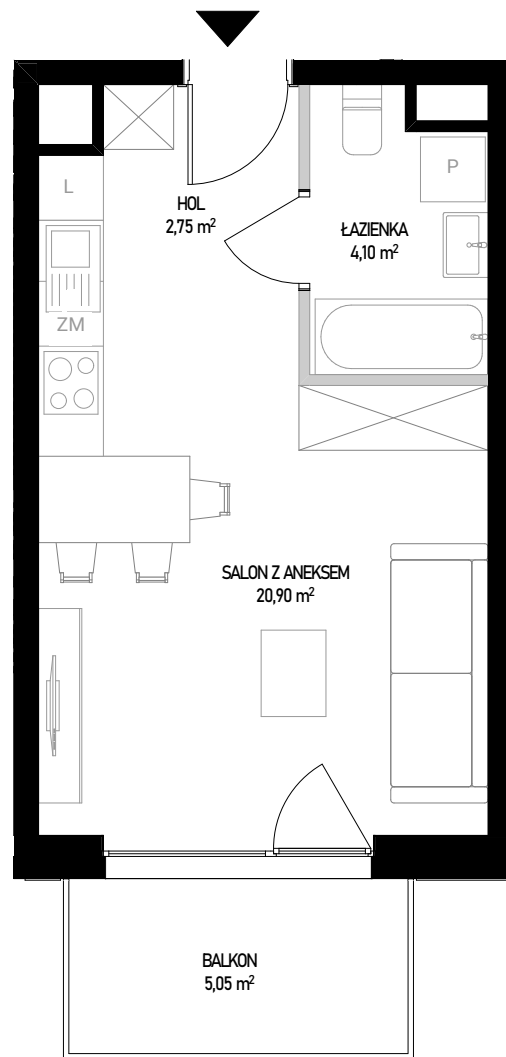 L
HOL
2,75 m²
P
ŁAZIENKA
4,10 m²
ZM
SALON Z ANEKSEM
20,90 m²
BALKON
5,05 m²